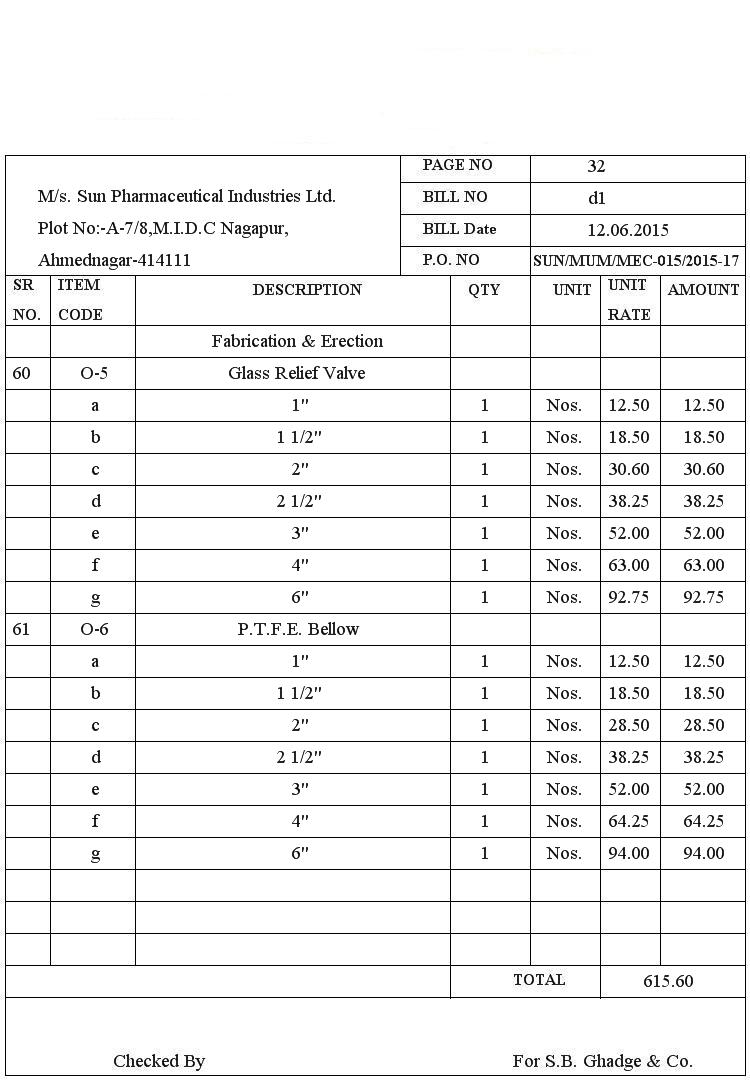 PAGE NO 32
M/s. Sun Pharmaceutical Industries Ltd. BILL NO d1
Plot No:-A-7/8,M.I.D.C Nagapur, BILL Date 12.06.2015
Ahmednagar-414111 P.O. NO SUN/MUM/MEC-015/2015-17
SR NO. ITEM CODE DESCRIPTION QTY UNIT UNIT RATE AMOUNT
Fabrication & Erection
60 O-5 Glass Relief Valve
a 1" 1 Nos. 12.50 12.50
b 1 1/2" 1 Nos. 18.50 18.50
c 2" 1 Nos. 30.60 30.60
d 2 1/2" 1 Nos. 38.25 38.25
e 3" 1 Nos. 52.00 52.00
f 4" 1 Nos. 63.00 63.00
g 6" 1 Nos. 92.75 92.75
61 O-6 P.T.F.E. Bellow
a 1" 1 Nos. 12.50 12.50
b 1 1/2" 1 Nos. 18.50 18.50
c 2" 1 Nos. 28.50 28.50
d 2 1/2" 1 Nos. 38.25 38.25
e 3" 1 Nos. 52.00 52.00
f 4" 1 Nos. 64.25 64.25
g 6" 1 Nos. 94.00 94.00
TOTAL 615.60
Checked By For S.B. Ghadge & Co.